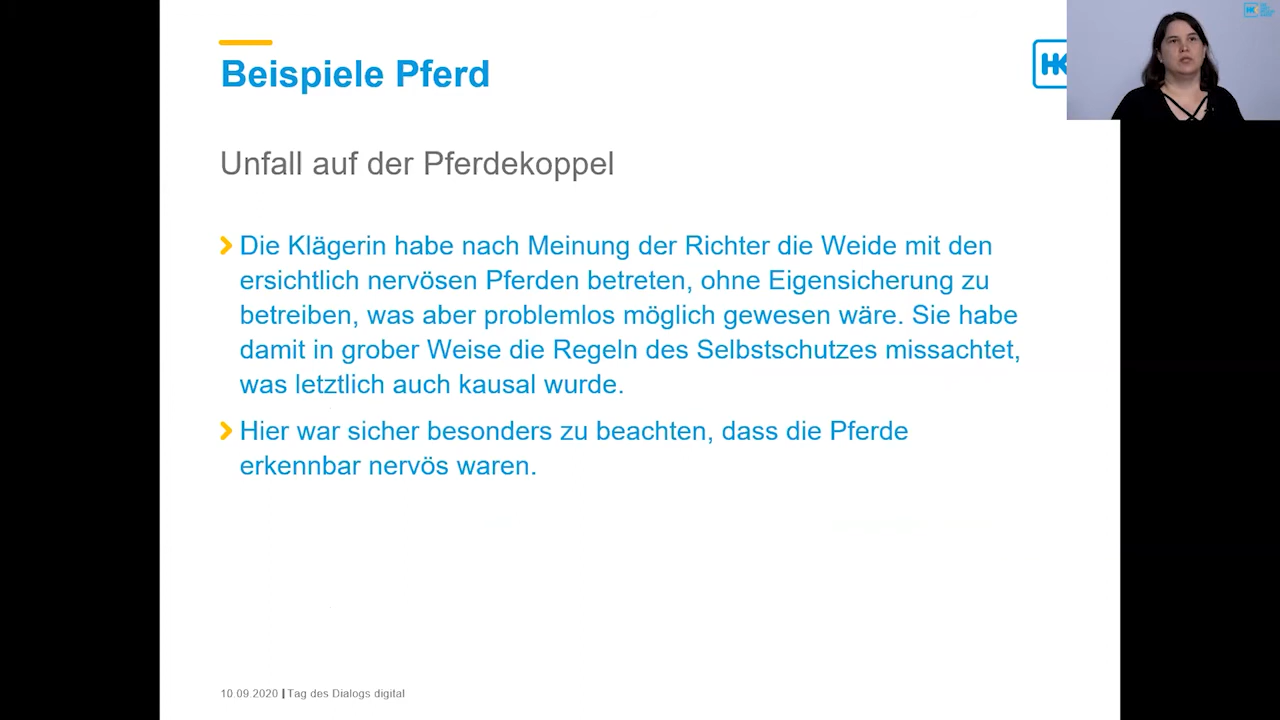 Beispiele Pferd
HK
Unfall auf der Pferdekoppel
Die Klägerin habe nach Meinung der Richter die Weide mit den
ersichtlich nervösen Pferden betreten, ohne Eigensicherung zu
betreiben, was aber problemlos möglich gewesen wäre. Sie habe
damit in grober Weise die Regeln des Selbstschutzes missachtet,
was letztlich auch kausal wurde.
Hier war sicher besonders zu beachten, dass die Pferde
erkennbar nervös waren.
10.09.2020 | Tag des Dialogs digital